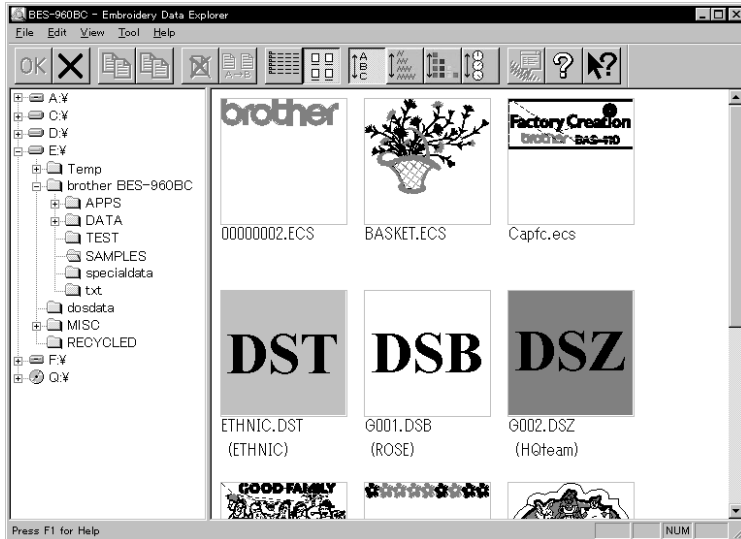 BES-960BC - Embroidery Data Explorer
File Edit View Tool Help
OK
A→B
A
B
C
A:¥
C:¥
D:¥
E:¥
Temp
brother BES-960BC
APPS
DATA
TEST
SAMPLES
specialdata
txt
dosdata
MISC
RECYCLED
F:¥
Q:¥
brother
Factory Creation
brother BAS-410
00000002.ECS BASKET.ECS Capfc.ecs
DST DSB DSZ
ETHNIC.DST G001.DSB G002.DSZ
(ETHNIC) (ROSE) (HQteam)
GOOD FAMILY
Press F1 for Help NUM